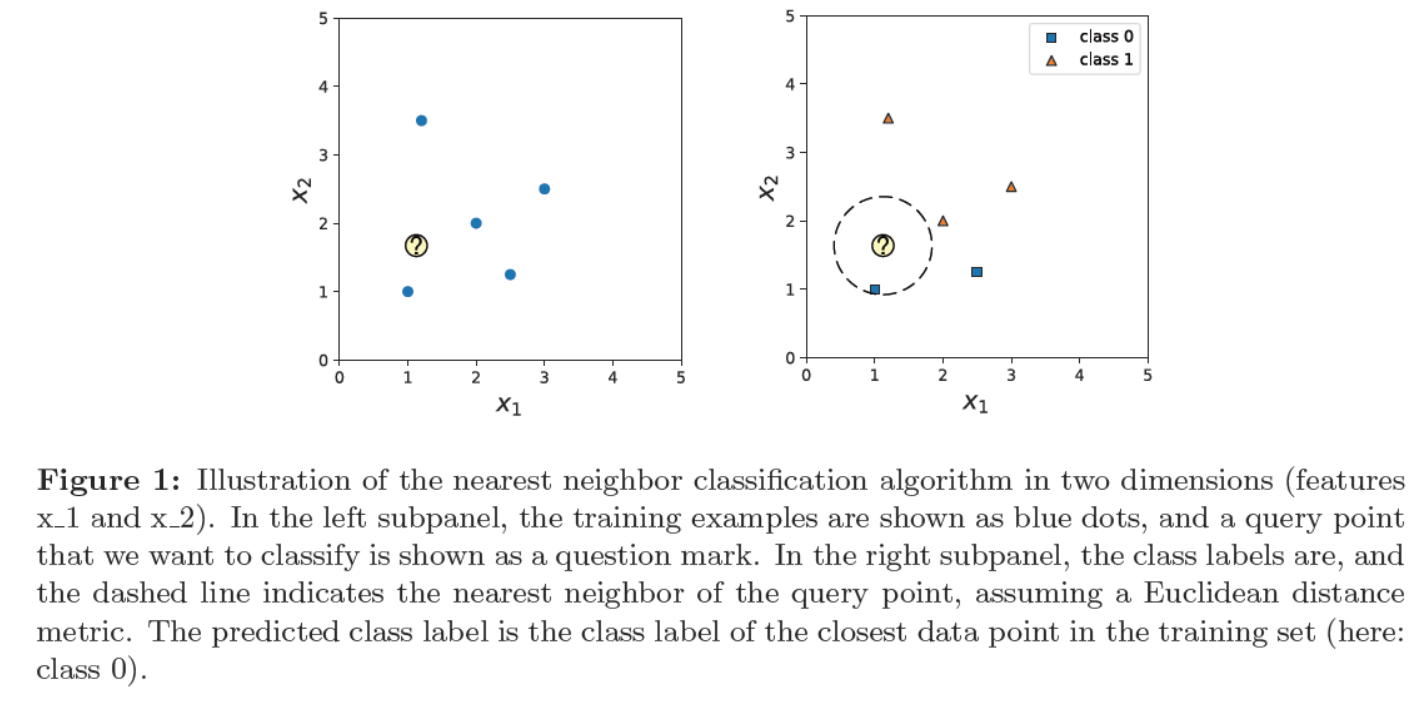 5
4
3
2
1
0
x₂
?
0 1 2 3 4 5
x₁
5
4
3
2
1
0
x₂
class 0
class 1
?
0 1 2 3 4 5
x₁
Figure 1: Illustration of the nearest neighbor classification algorithm in two dimensions (features
x_1 and x_2). In the left subpanel, the training examples are shown as blue dots, and a query point
that we want to classify is shown as a question mark. In the right subpanel, the class labels are, and
the dashed line indicates the nearest neighbor of the query point, assuming a Euclidean distance
metric. The predicted class label is the class label of the closest data point in the training set (here:
class 0).